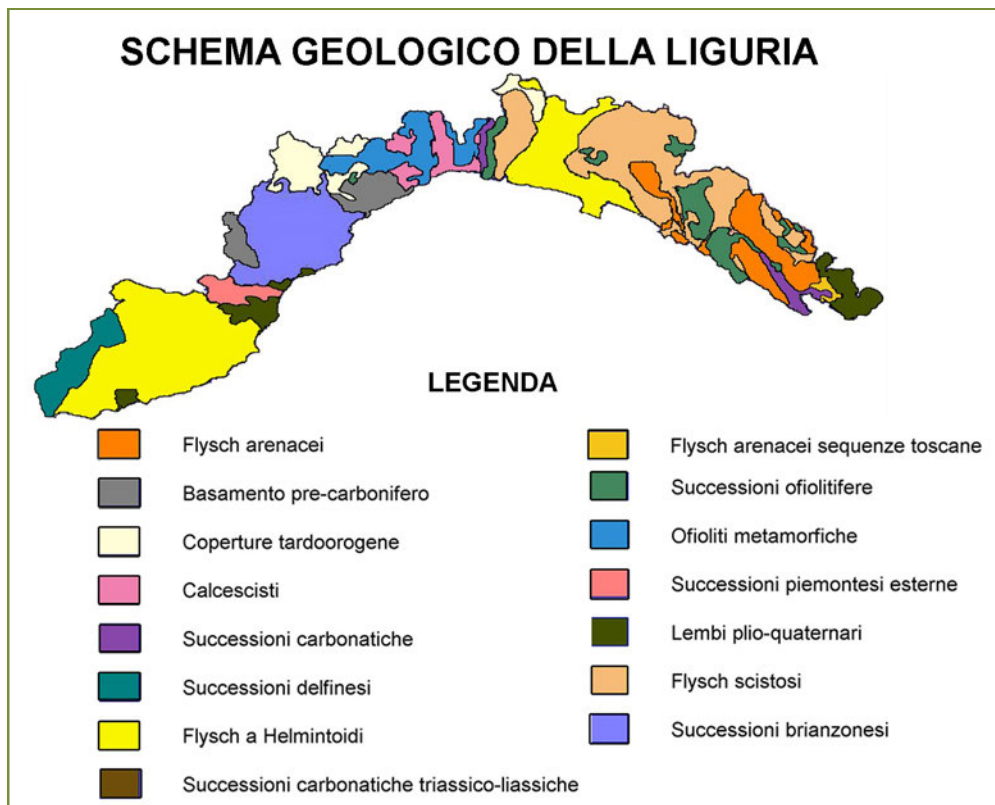 SCHEMA GEOLOGICO DELLA LIGURIA
LEGENDA
Flysch arenacei
Basamento pre-carbonifero
Coperture tardoorogene
Calcescisti
Successioni carbonatiche
Successioni delfinesi
Flysch a Helmintoidi
Successioni carbonatiche triassico-liassiche
Flysch arenacei sequenze toscane
Successioni ofiolitifere
Ofioliti metamorfiche
Successioni piemontesi esterne
Lembi plio-quaternari
Flysch scistosi
Successioni brianzonesi